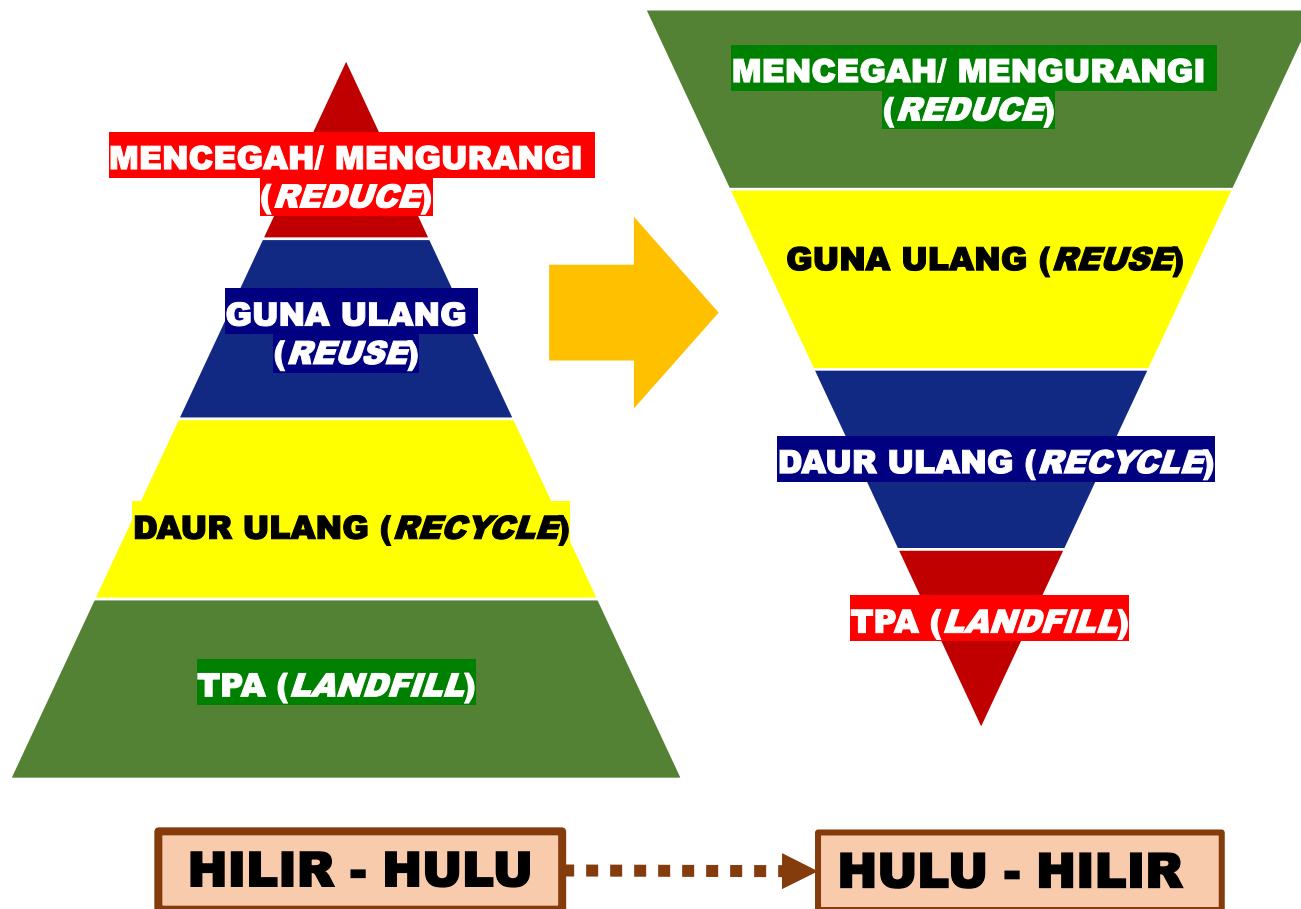 MENCEGAH/ MENGURANGI
(REDUCE)
GUNA ULANG
(REUSE)
DAUR ULANG (RECYCLE)
TPA (LANDFILL)
HILIR - HULU
MENCEGAH/ MENGURANGI
(REDUCE)
GUNA ULANG (REUSE)
DAUR ULANG (RECYCLE)
TPA (LANDFILL)
HULU - HILIR